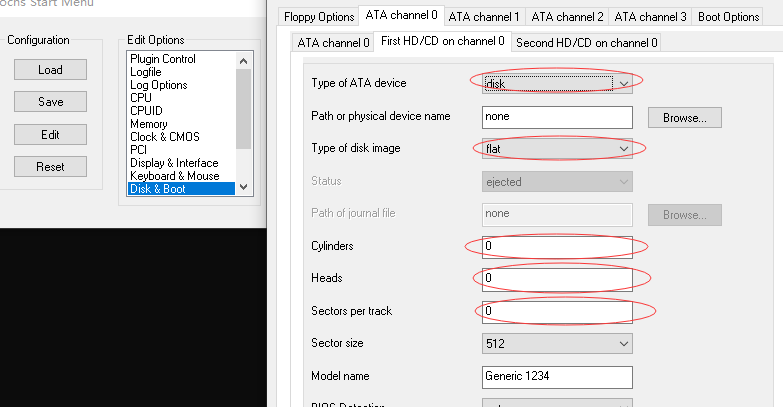 ochs Start Menu
Configuration
Load
Save
Edit
Reset
Edit Options
Plugin Control
Logfile
Log Options
CPU
CPUID
Memory
Clock & CMOS
PCI
Display & Interface
Keyboard & Mouse
Disk & Boot
Floppy Options ATA channel 0 ATA channel 1 ATA channel 2 ATA channel 3 Boot Options
ATA channel 0 First HD/CD on channel 0 Second HD/CD on channel 0
Type of ATA device disk
Path or physical device name none Browse...
Type of disk image flat
Status ejected
Path of journal file none Browse...
Cylinders 0
Heads 0
Sectors per track 0
Sector size 512
Model name Generic 1234
BIOS Detection